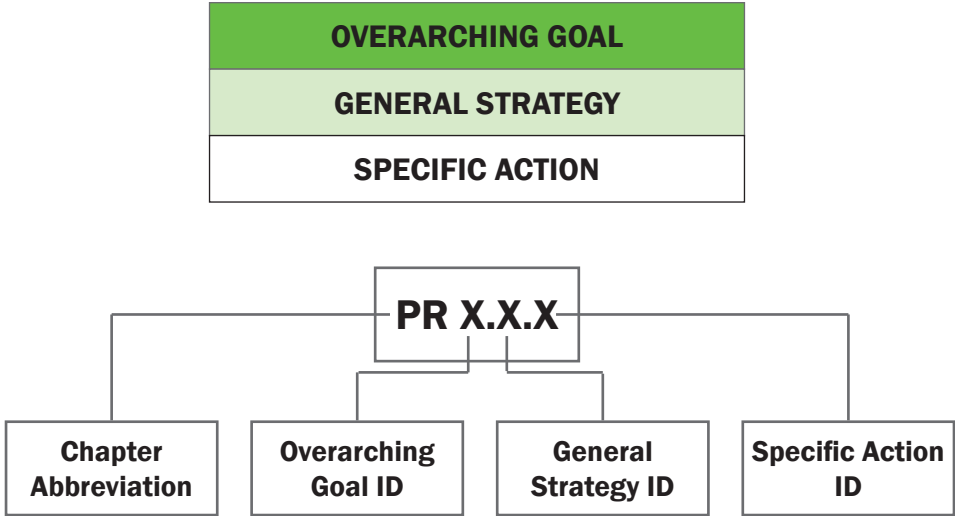 OVERARCHING GOAL
GENERAL STRATEGY
SPECIFIC ACTION
PR X.X.X
Chapter
Abbreviation
Overarching
Goal ID
General
Strategy ID
Specific Action
ID